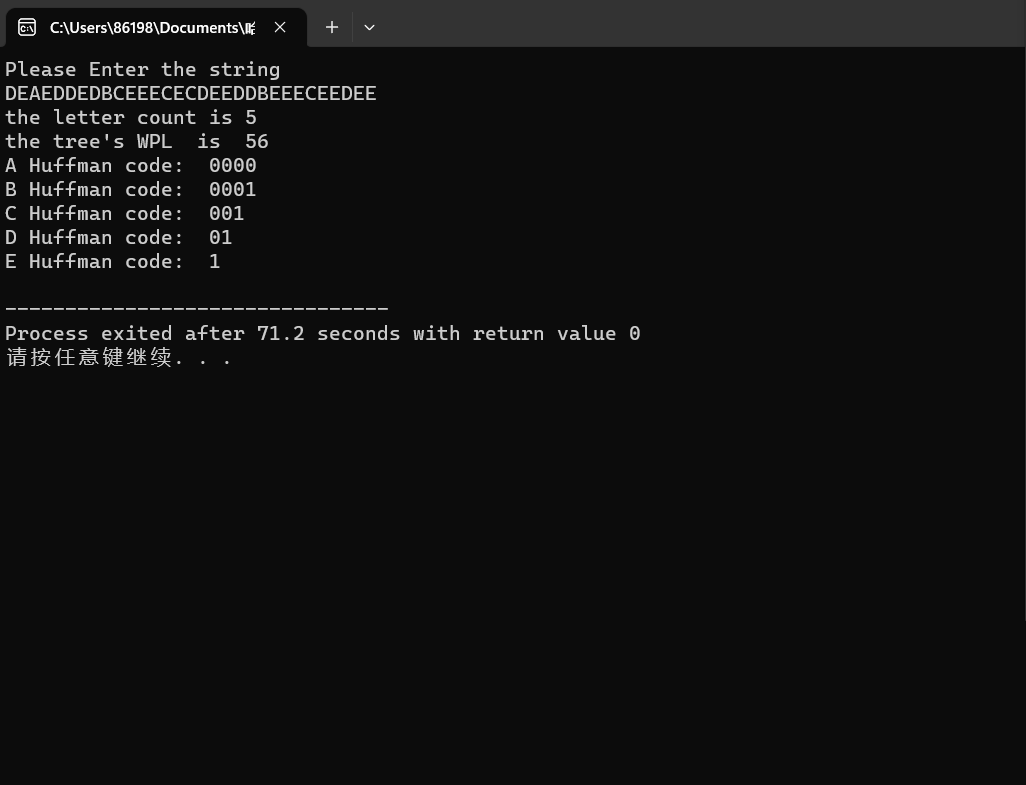 C:\Users\86198\Documents\
Please Enter the string
DEAEDDEDBCEEECECDEEDDBEEECEEDEE
the letter count is 5
the tree's WPL  is  56
A Huffman code:  0000
B Huffman code:  0001
C Huffman code:  001
D Huffman code:  01
E Huffman code:  1
--------------------------------
Process exited after 71.2 seconds with return value 0
请按任意键继续. . .